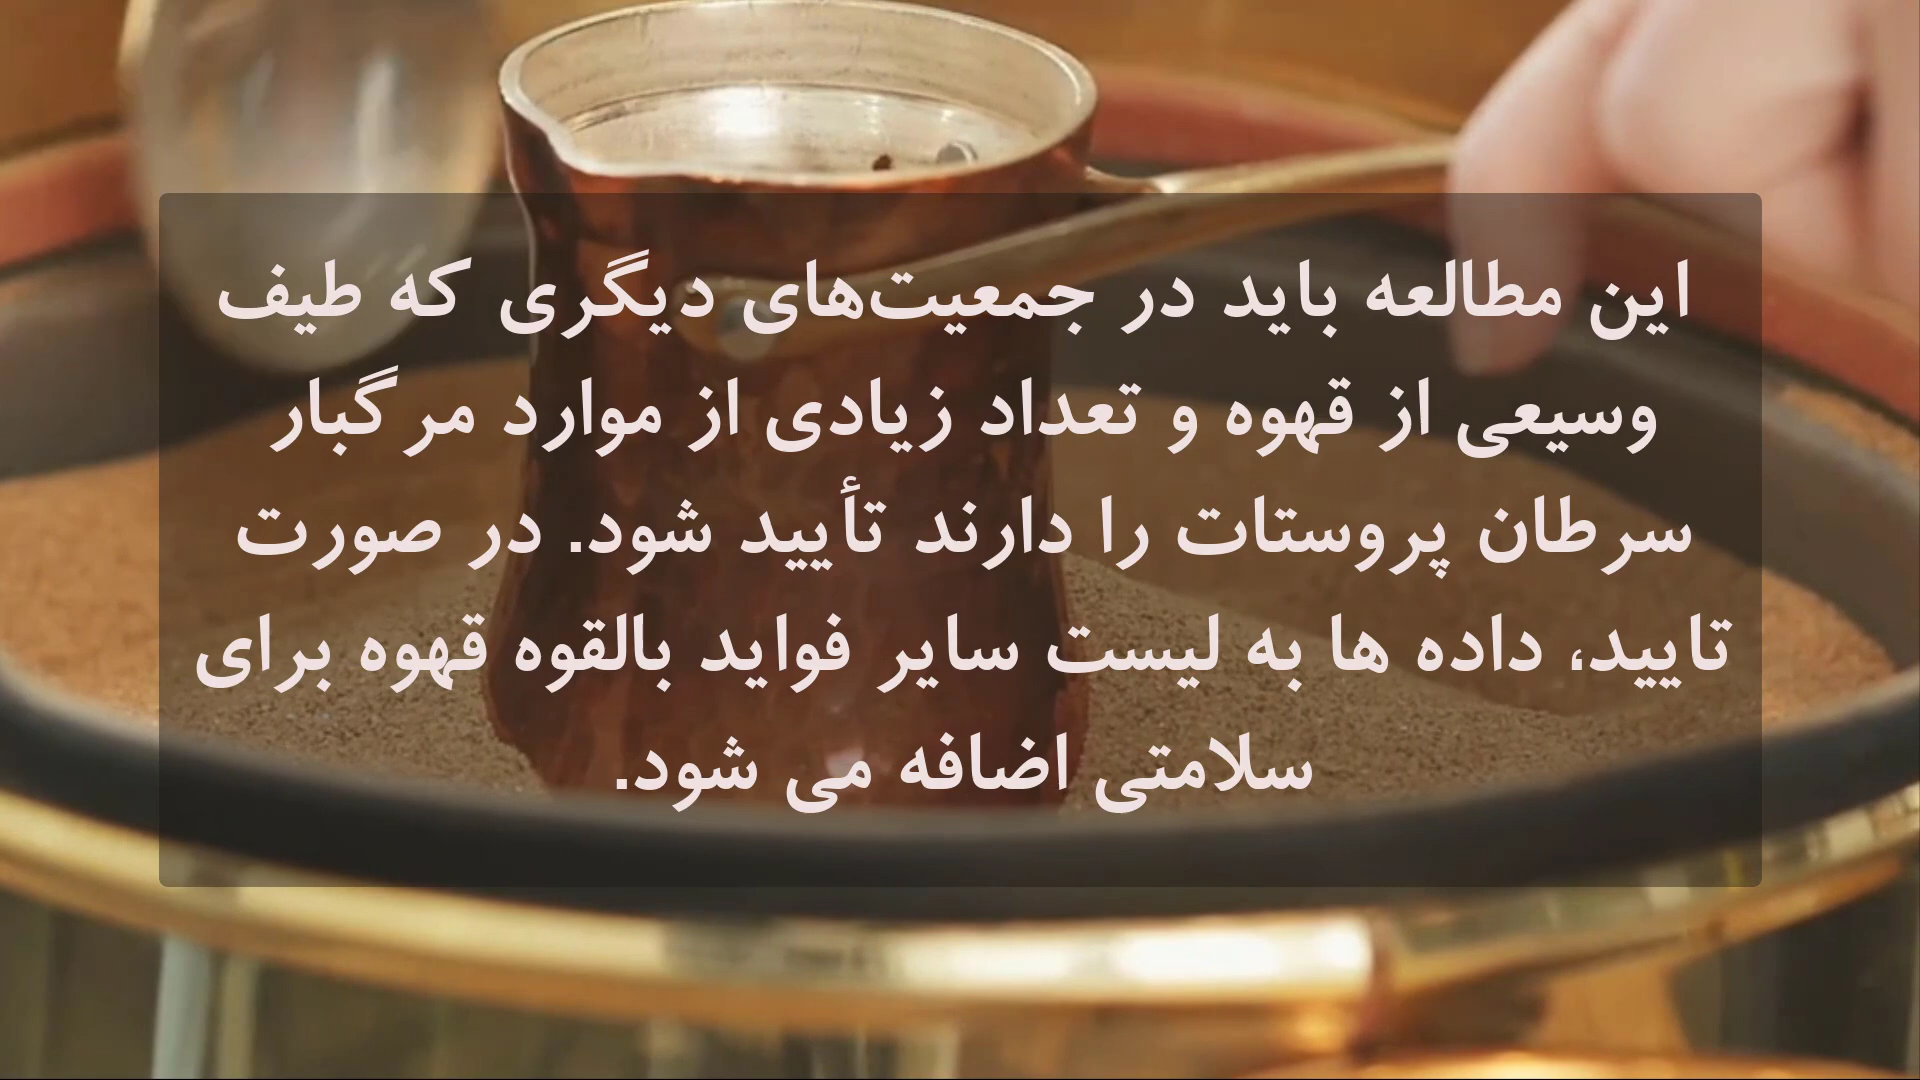 این مطالعه باید در جمعیت‌های دیگری که طیف
وسیعی از قهوه و تعداد زیادی از موارد مرگبار
سرطان پروستات را دارند تأیید شود. در صورت
تایید، داده ها به لیست سایر فواید بالقوه قهوه برای
سلامتی اضافه می شود.